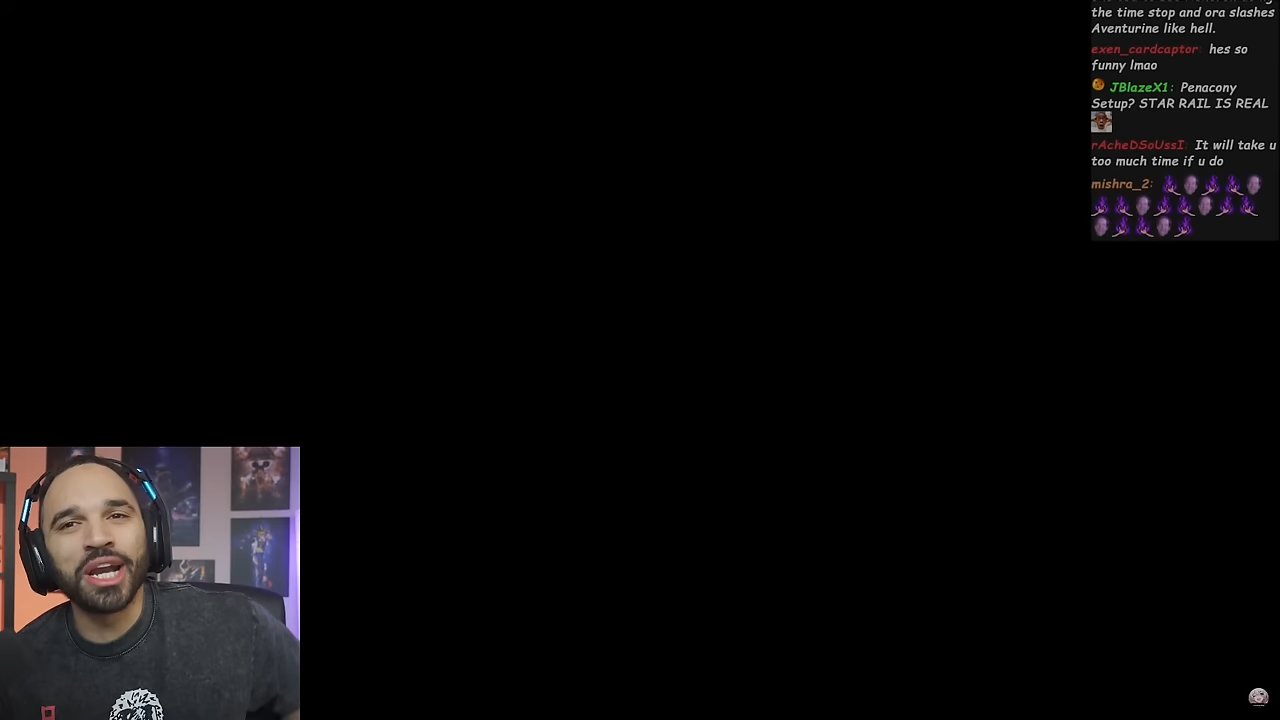 the time stop and ora slashes
Aventurine like hell.
exen_cardcaptor: hes so
funny lmao
JBlazeX1: Penacony
Setup? STAR RAIL IS REAL
rAcheDSoUssI: It will take u
too much time if u do
mishra_2: